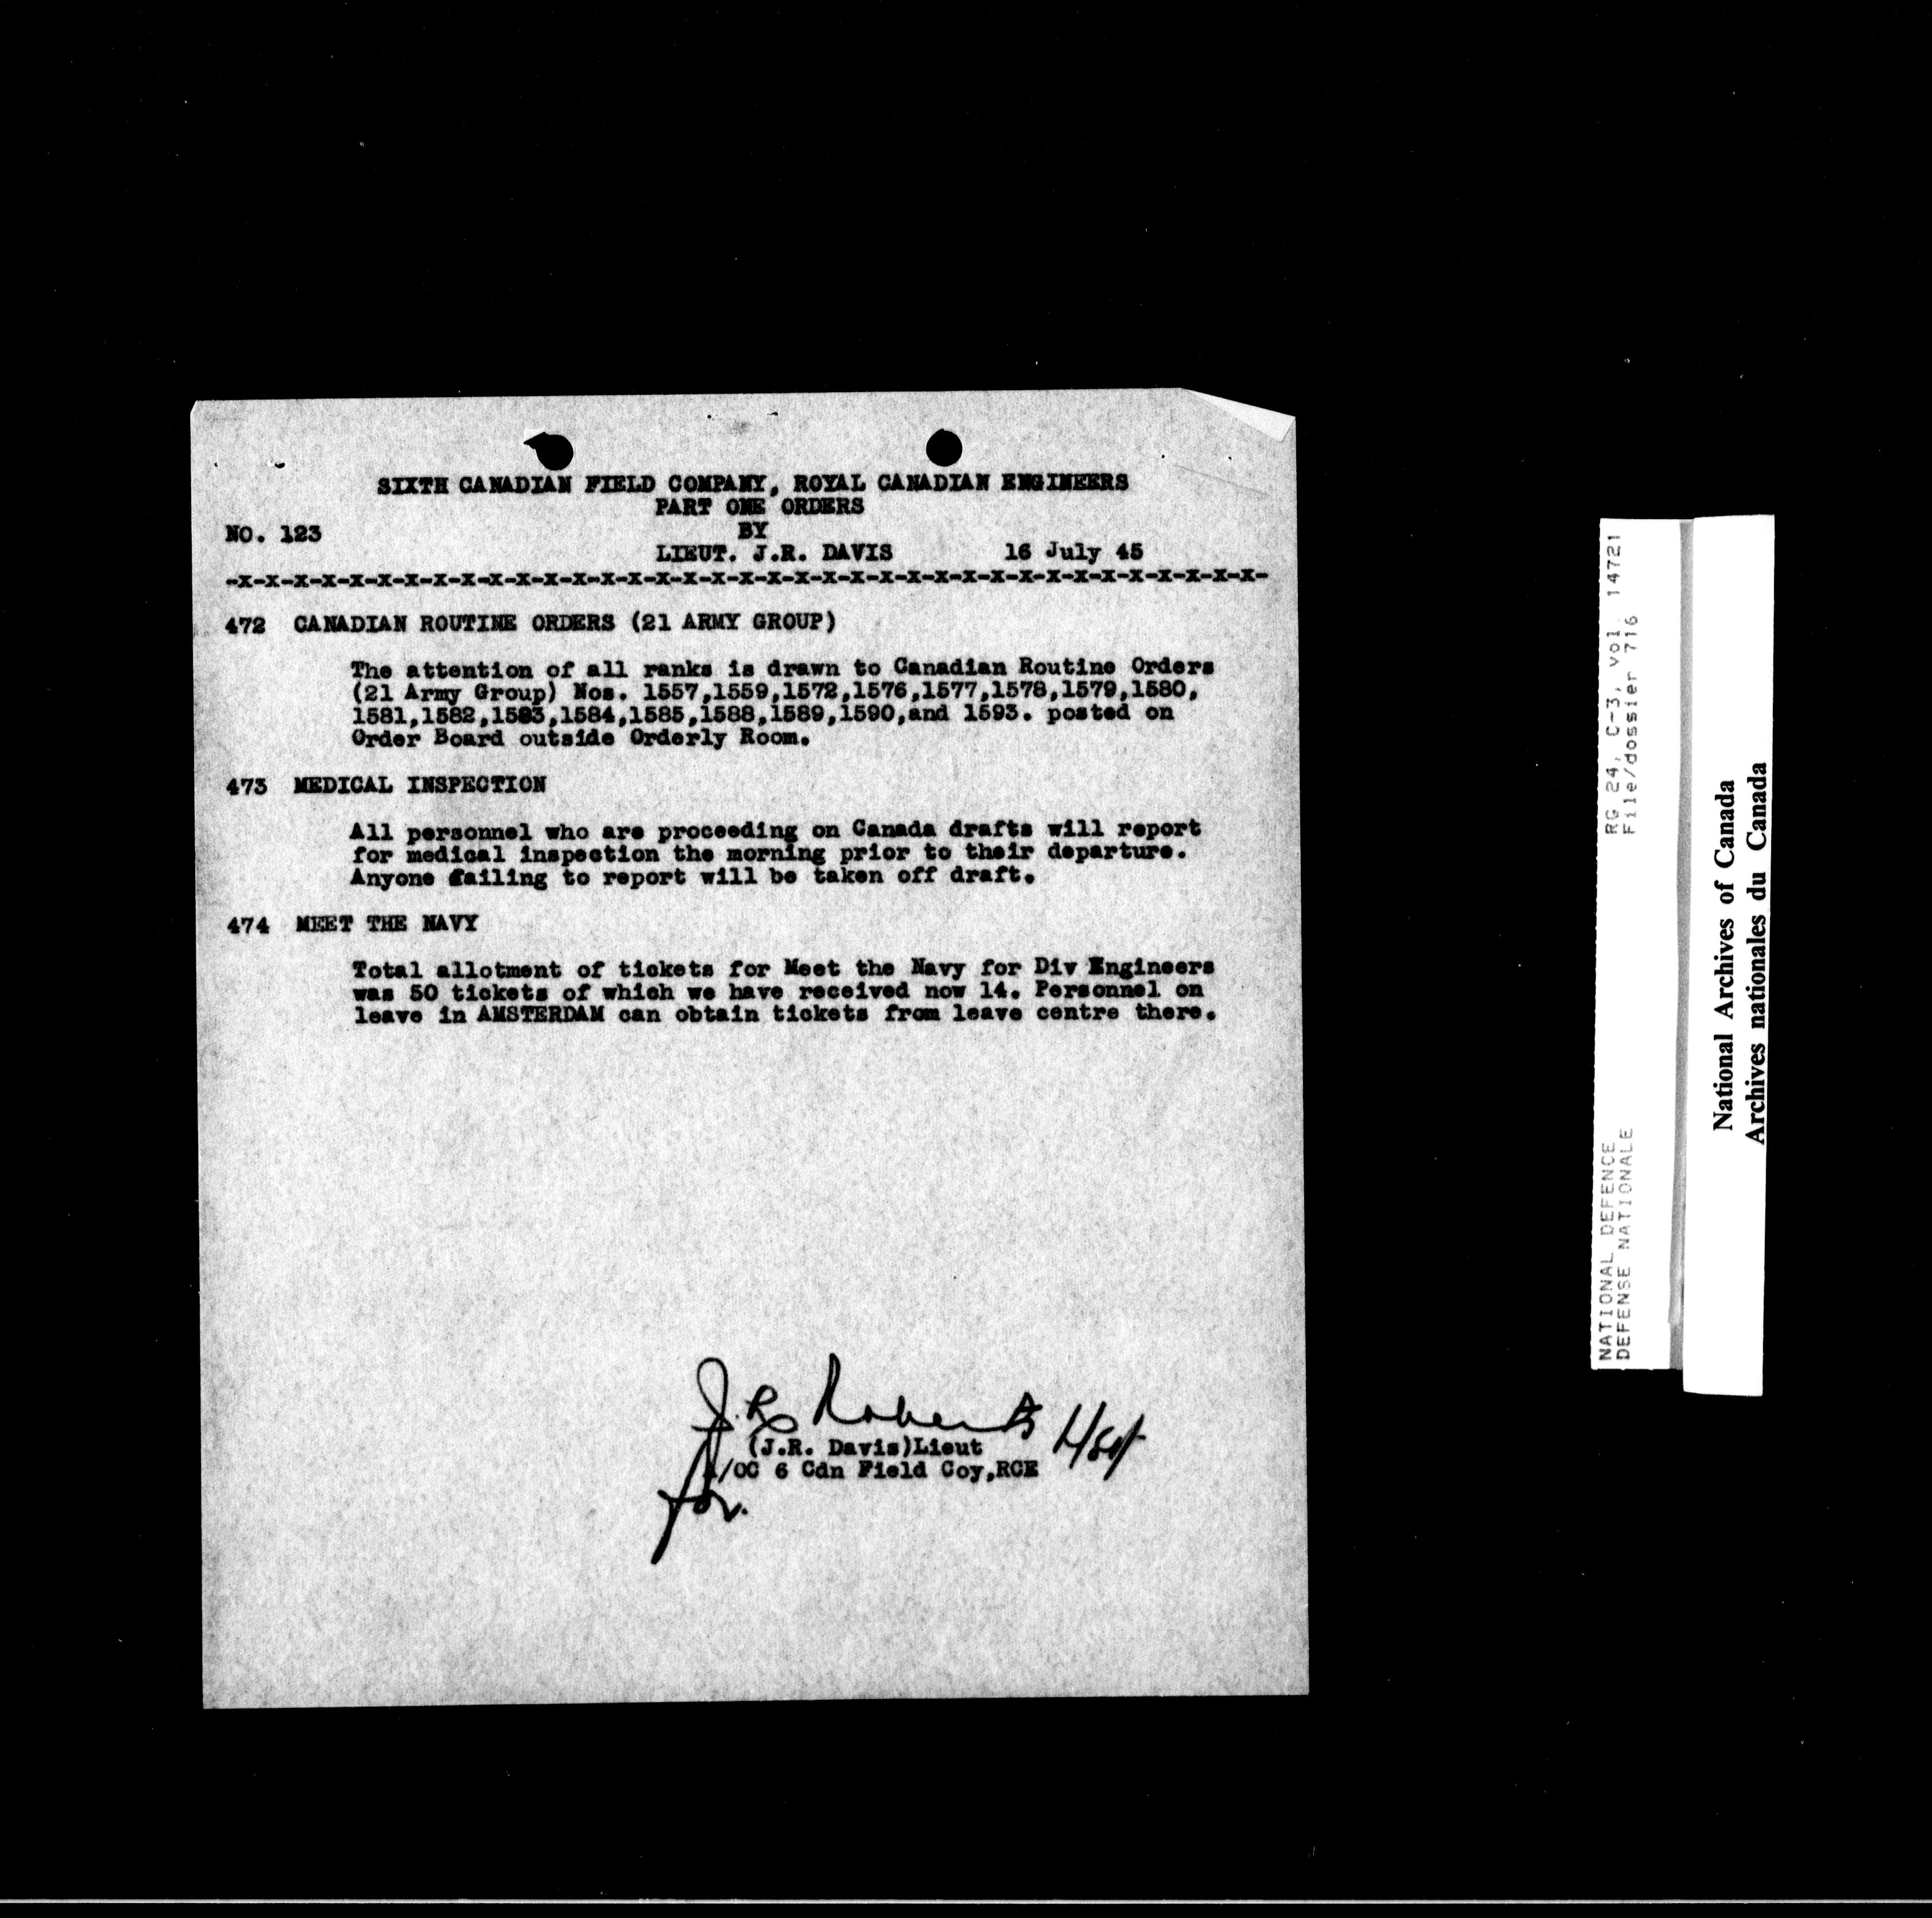 SIXTH CANADIAN FIELD COMPANY, ROYAL CANADIAN ENGINEERS
PART ONE ORDERS
NO. 123 BY
LIEUT. J.R. DAVIS 16 July 45
-X-X-X-X-X-X-X-X-X-X-X-X-X-X-X-X-X-X-X-X-X-X-X-X-X-X-X-X-X-X-X-X-X-X-X-X-X-
472 CANADIAN ROUTINE ORDERS (21 ARMY GROUP)
The attention of all ranks is drawn to Canadian Routine Orders
(21 Army Group) Nos. 1557,1559,1572,1576,1577,1578,1579,1580,
1581,1582,1583,1584,1585,1588,1589,1590,and 1593. posted on
Order Board outside Orderly Room.
473 MEDICAL INSPECTION
All personnel who are proceeding on Canada drafts will report
for medical inspection the morning prior to their departure.
Anyone failing to report will be taken off draft.
474 MEET THE NAVY
Total allotment of tickets for Meet the Navy for Div Engineers
was 50 tickets of which we have received now 14. Personnel on
leave in AMSTERDAM can obtain tickets from leave centre there.
J.R. Roberts
(J.R. Davis)Lieut
/OC 6 Cdn Field Coy,RCE
for.
NATIONAL DEFENCE RG 24, C-3, vol. 14721
DEFENSE NATIONALE File/dossier 716
National Archives of Canada
Archives nationales du Canada